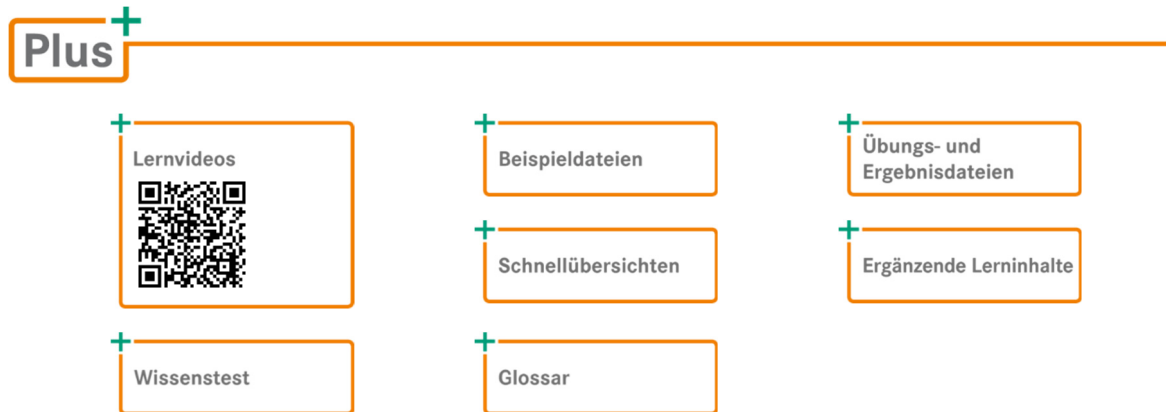 Plus
Lernvideos
Beispieldateien
Übungs- und
Ergebnisdateien
Schnellübersichten
Ergänzende Lerninhalte
Wissenstest
Glossar